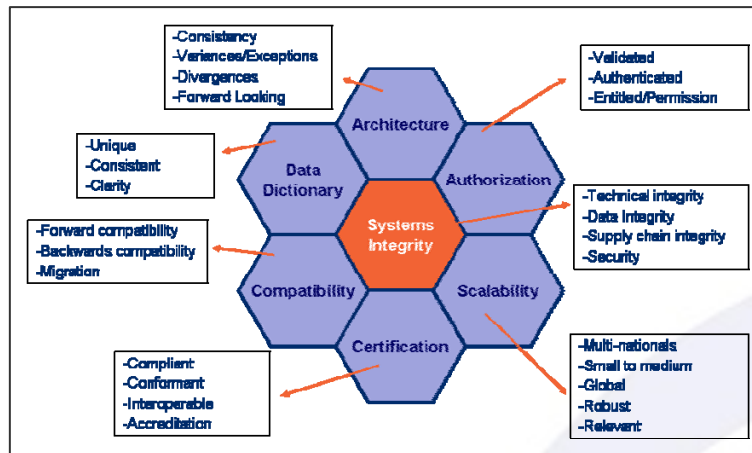 -Consistency
-Variences/Exceptions
-Divergences
-Forward Looking
-Validated
-Authenticated
-Entitled/Permission
Architecture
-Unique
-Consistent
-Clarity
Data
Dictionary
Authorization
Systems
Integrity
-Technical integrity
-Data Integrity
-Supply chain integrity
-Security
-Forward compatibility
-Backwards compatibility
-Migration
Compatibility
Scalability
Certification
-Compliant
-Conformant
-Interoperable
-Accreditation
-Multi-nationals
-Small to medium
-Global
-Robust
-Relevant